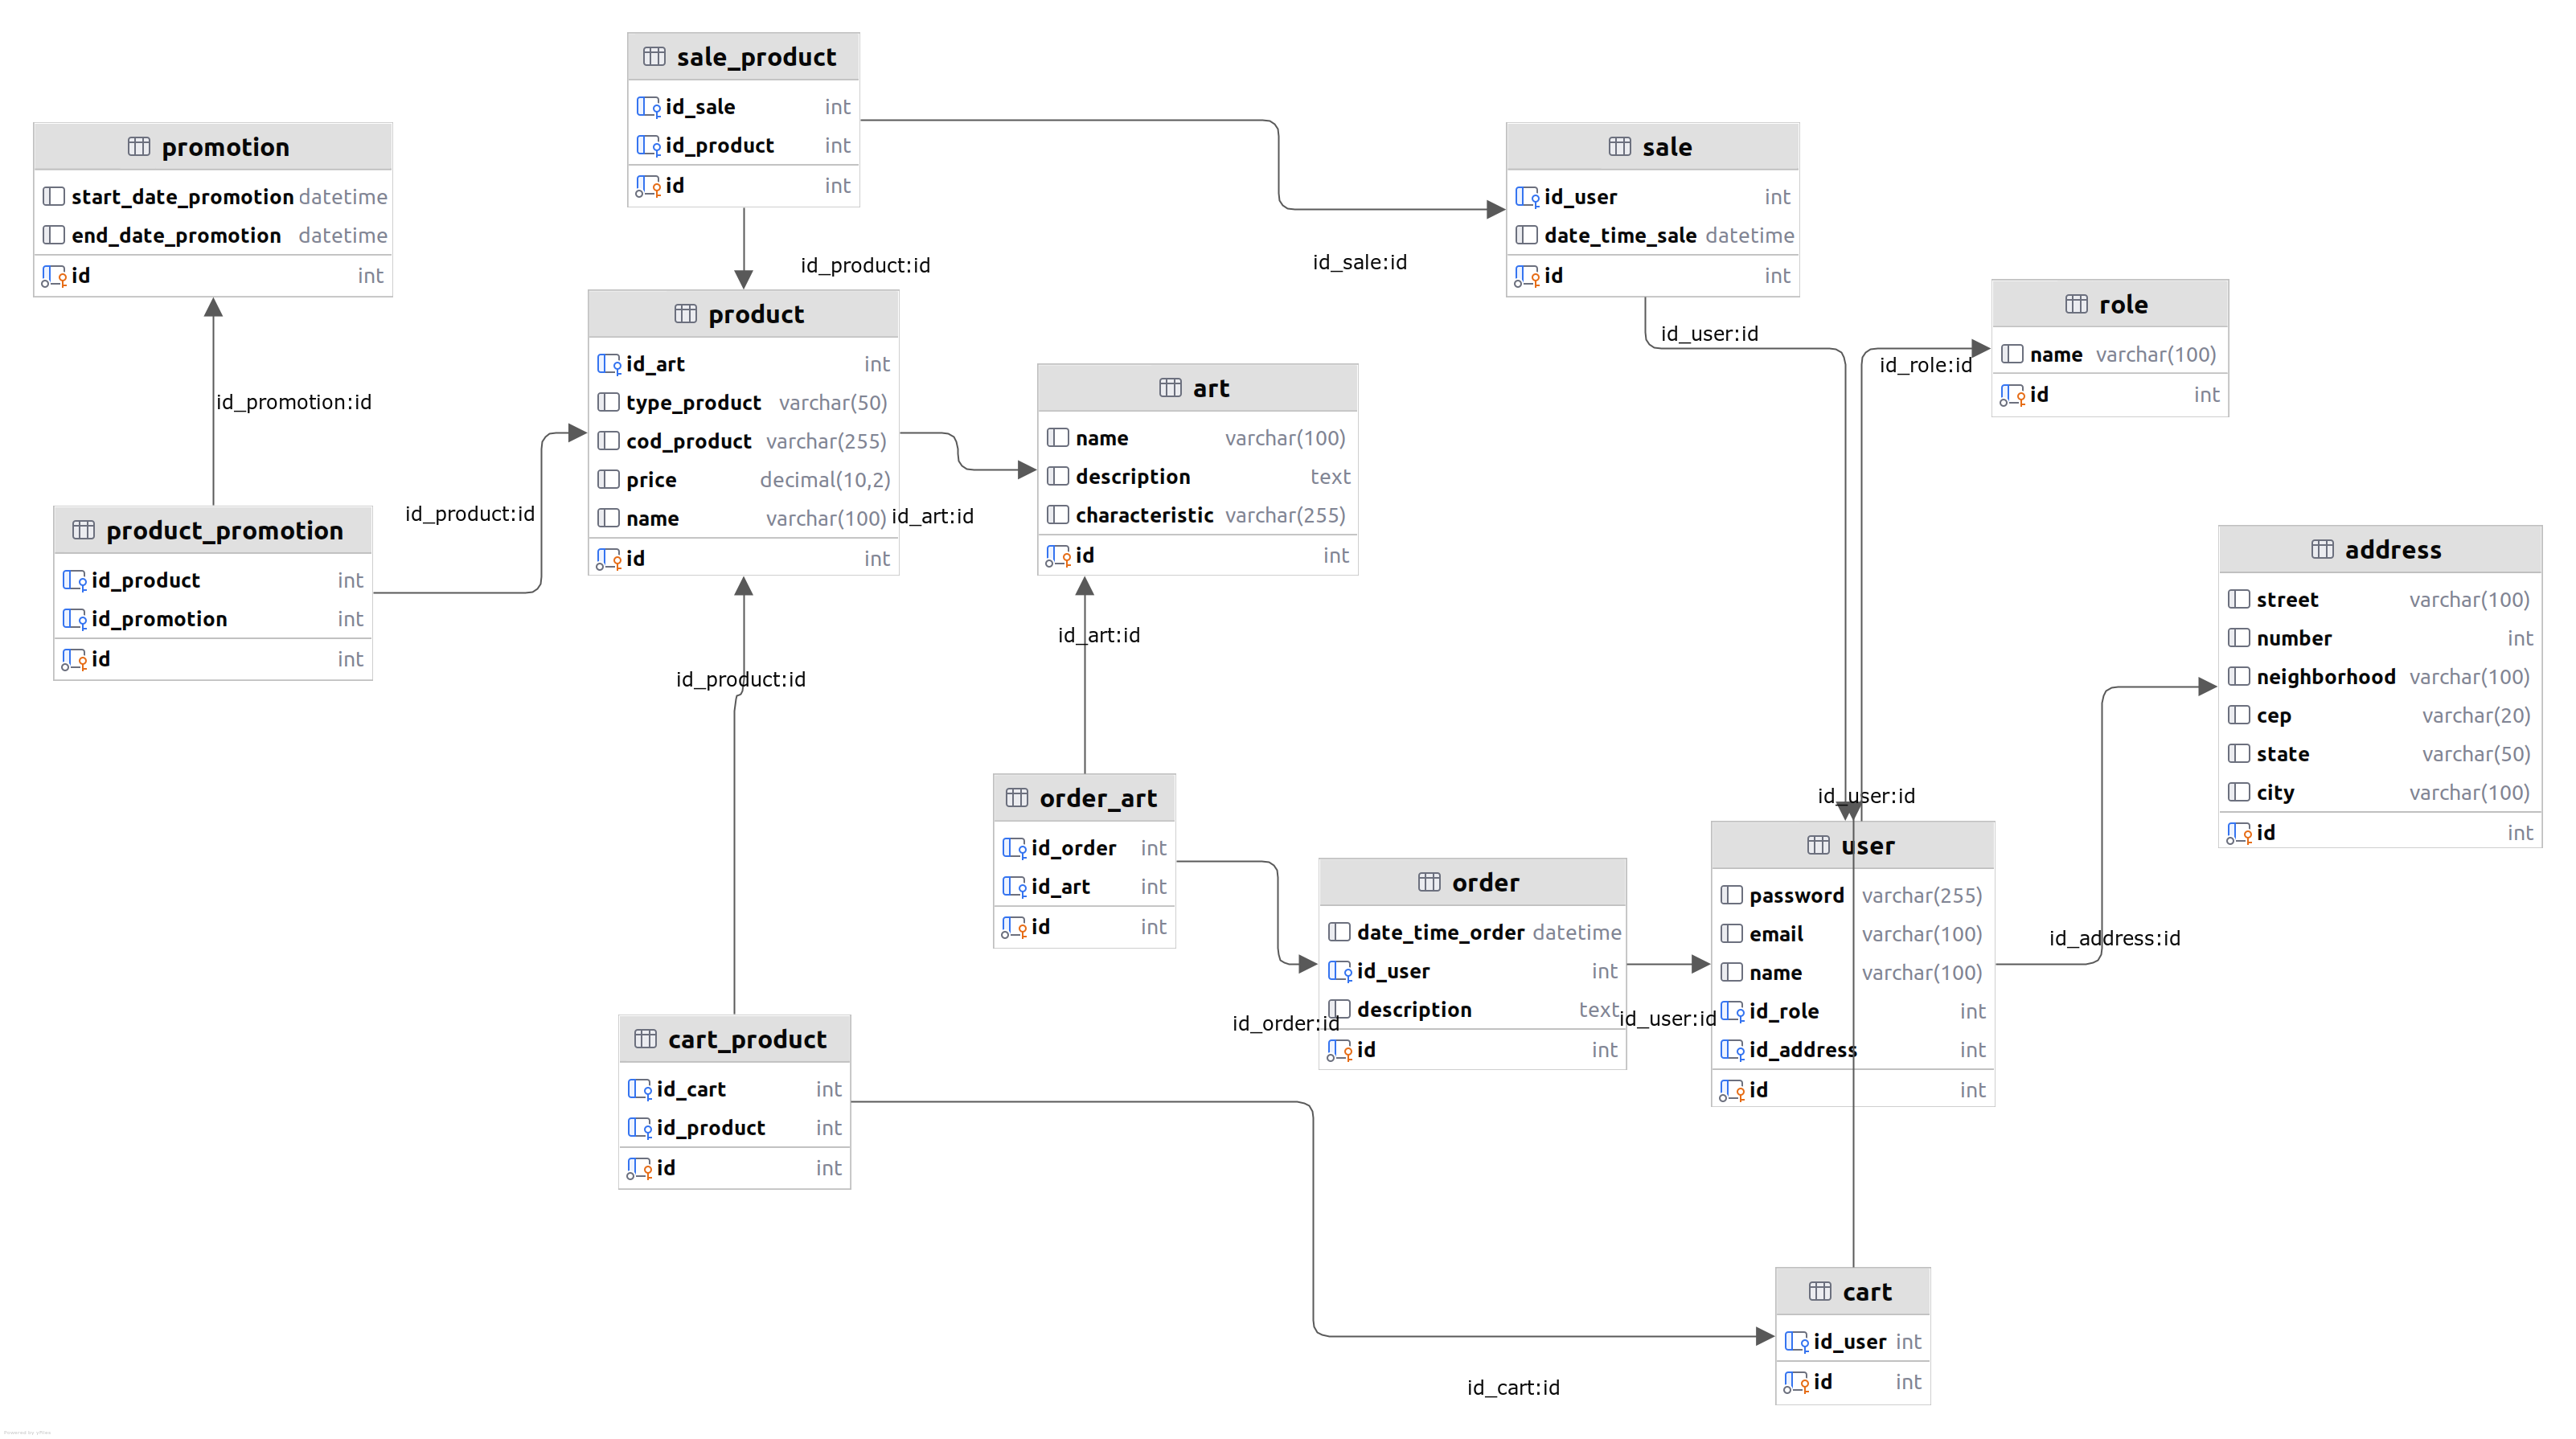 sale_product
id_sale int
id_product int
id int
promotion
start_date_promotion datetime
end_date_promotion datetime
id int
sale
id_user int
date_time_sale datetime
id int
id_product:id
id_sale:id
role
name varchar(100)
id int
id_user:id
id_role:id
product
id_art int
type_product varchar(50)
cod_product varchar(255)
price decimal(10,2)
name varchar(100)
id int
art
name varchar(100)
description text
characteristic varchar(255)
id int
id_promotion:id
id_product:id
id_art:id
product_promotion
id_product int
id_promotion int
id int
address
street varchar(100)
number int
neighborhood varchar(100)
cep varchar(20)
state varchar(50)
city varchar(100)
id int
id_art:id
id_product:id
order_art
id_order int
id_art int
id int
id_user:id
order
date_time_order datetime
id_user int
description text
id int
user
password varchar(255)
email varchar(100)
name varchar(100)
id_role int
id_address int
id int
id_address:id
id_order:id
id_user:id
cart_product
id_cart int
id_product int
id int
cart
id_user int
id int
id_cart:id
Powered by yFiles